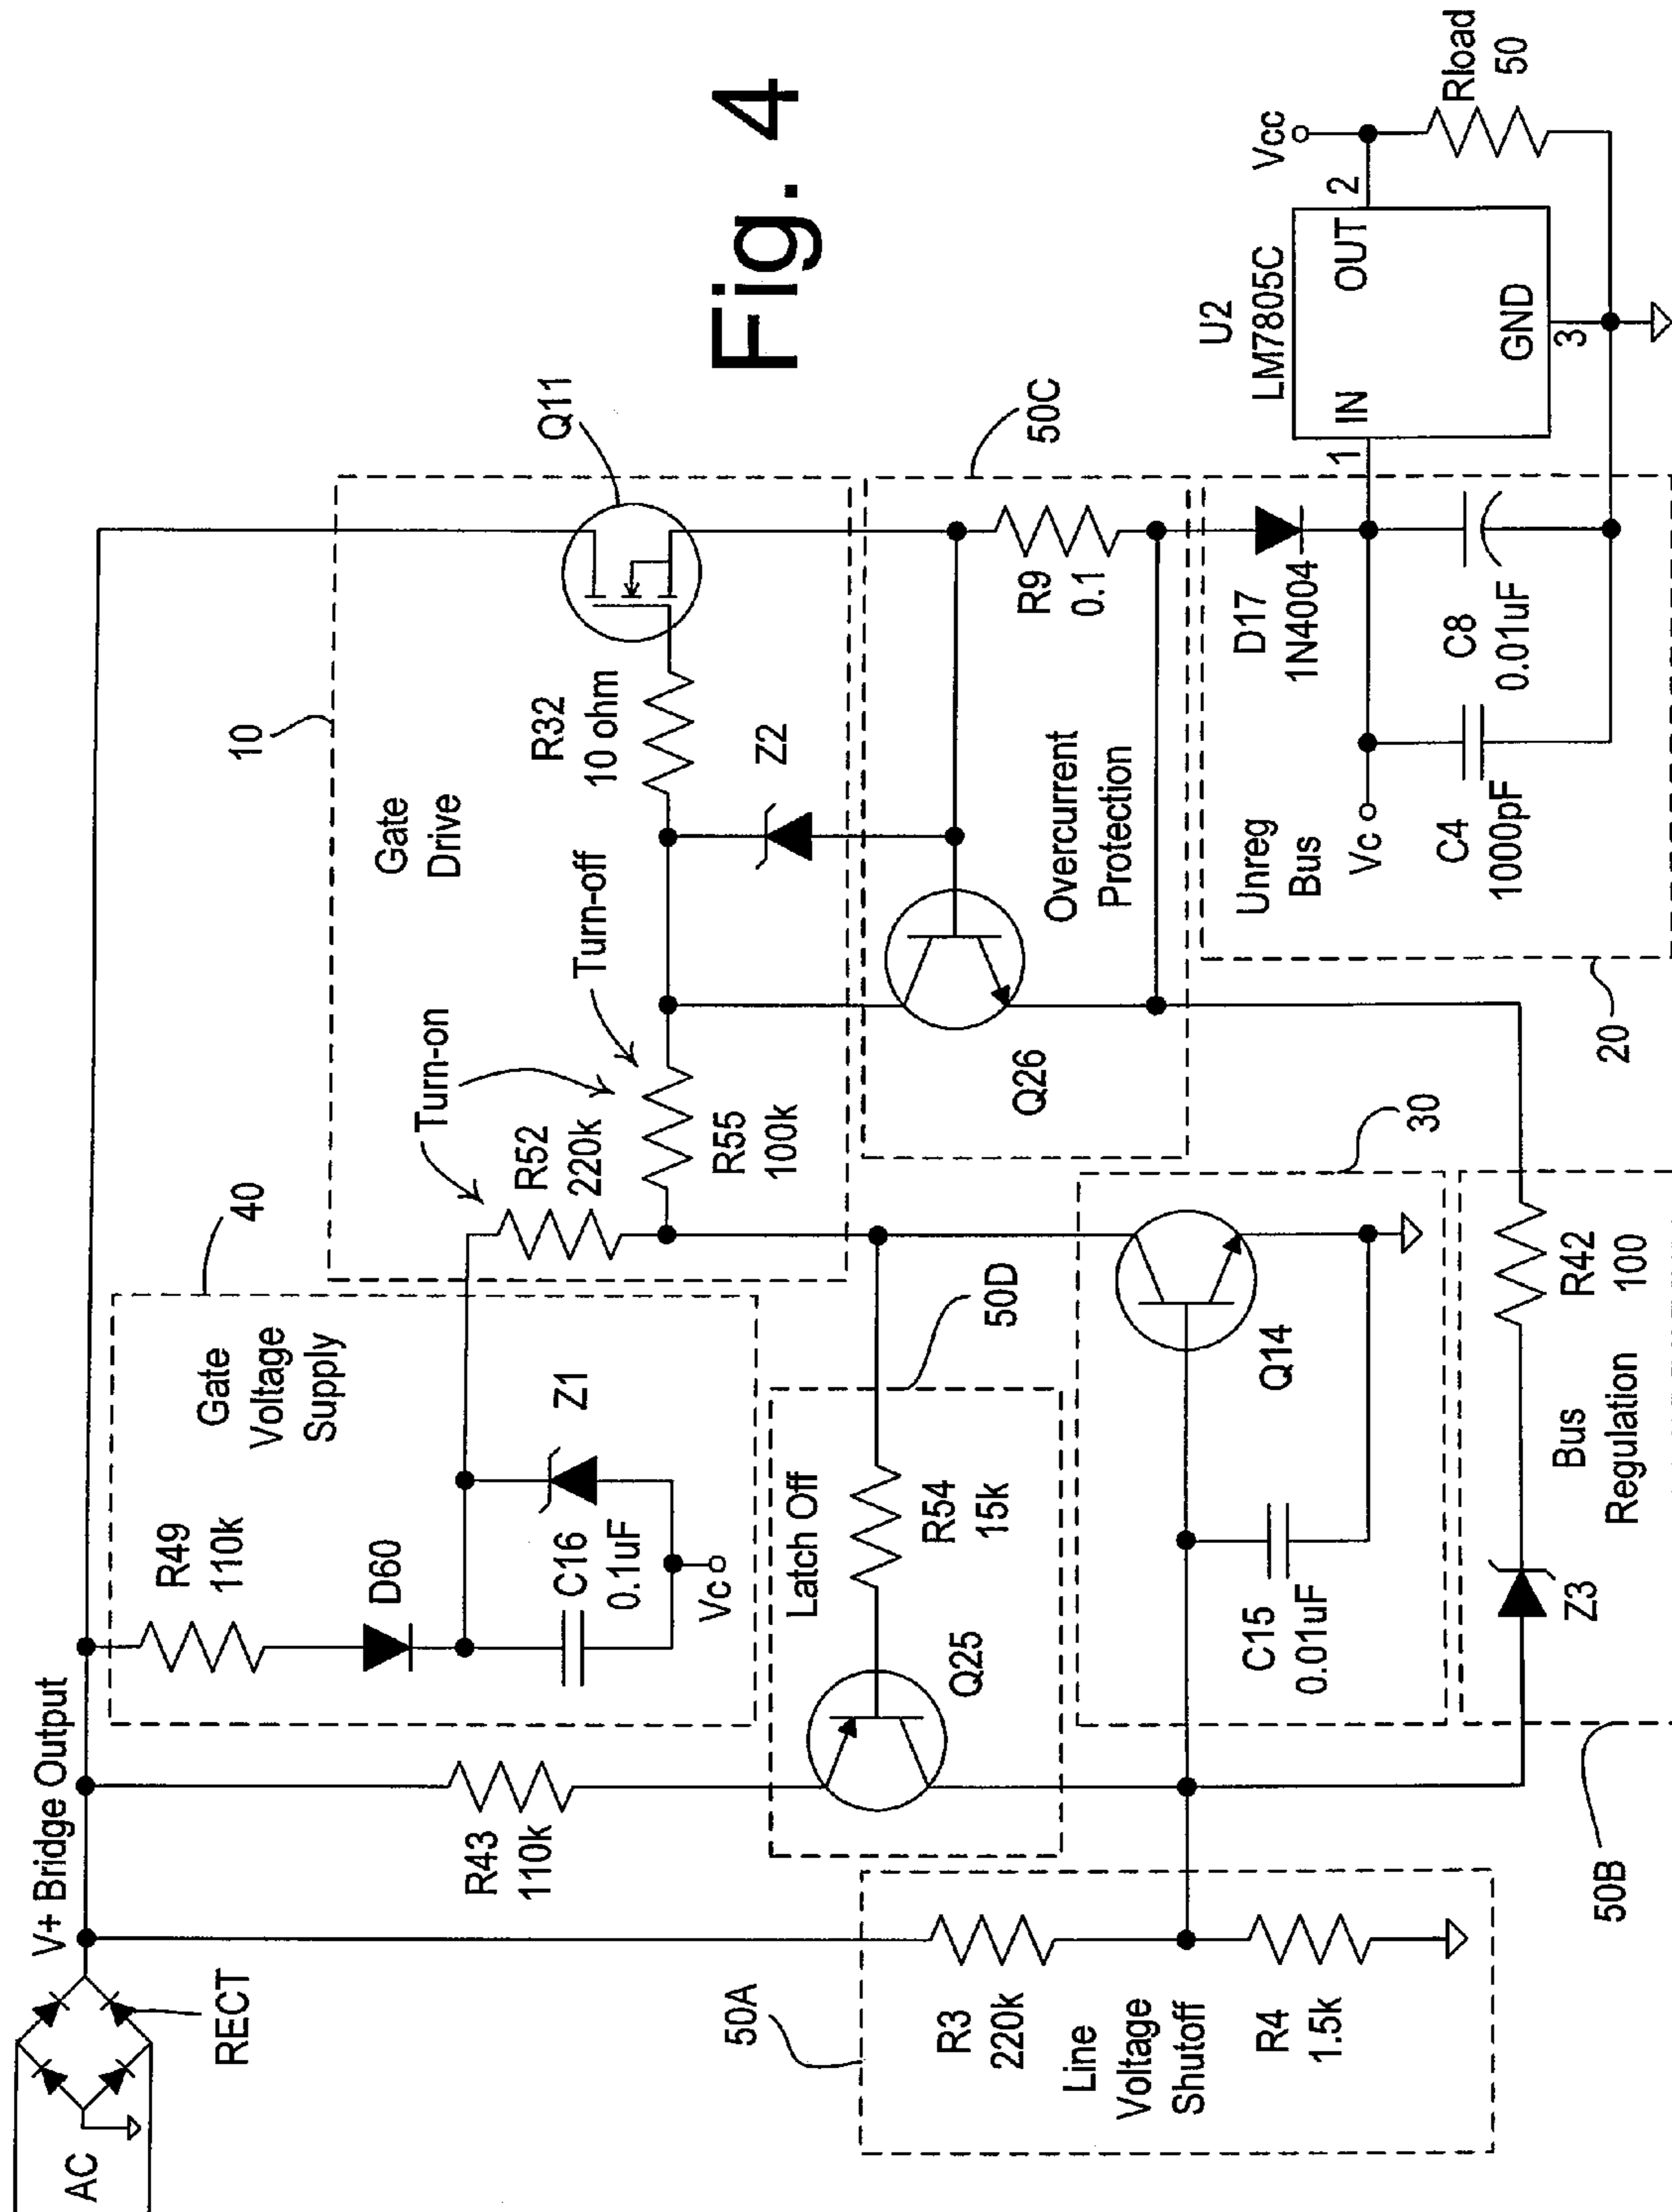 Fig. 4
AC
RECT
V+ Bridge Output
R43
110k
R49
110k
D60
Gate
Voltage
Supply
40
C16
0.1uF
Z1
Vc
Turn-on
Turn-off
R52
220k
R55
100k
Gate
Drive
10
R32
10 ohm
Z2
Q11
50A
R3
220k
Line
Voltage
Shutoff
R4
1.5k
Latch Off
Q25
R54
15k
50D
Q14
C15
0.01uF
30
Q26
Overcurrent
Protection
R9
0.1
50C
50B
Z3
Bus
Regulation
R42
100
20
Unreg
Bus
Vc
C4
1000pF
D17
1N4004
C8
0.01uF
U2
LM7805C
1
IN
OUT
2
GND
3
Vcc
Rload
50